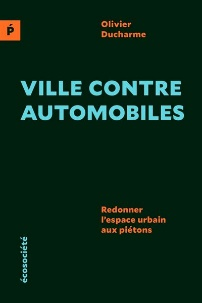 Olivier
Ducharme
P
VILLE CONTRE
AUTOMOBILES
Redonner
l'espace urbain
aux piétons
écosociété